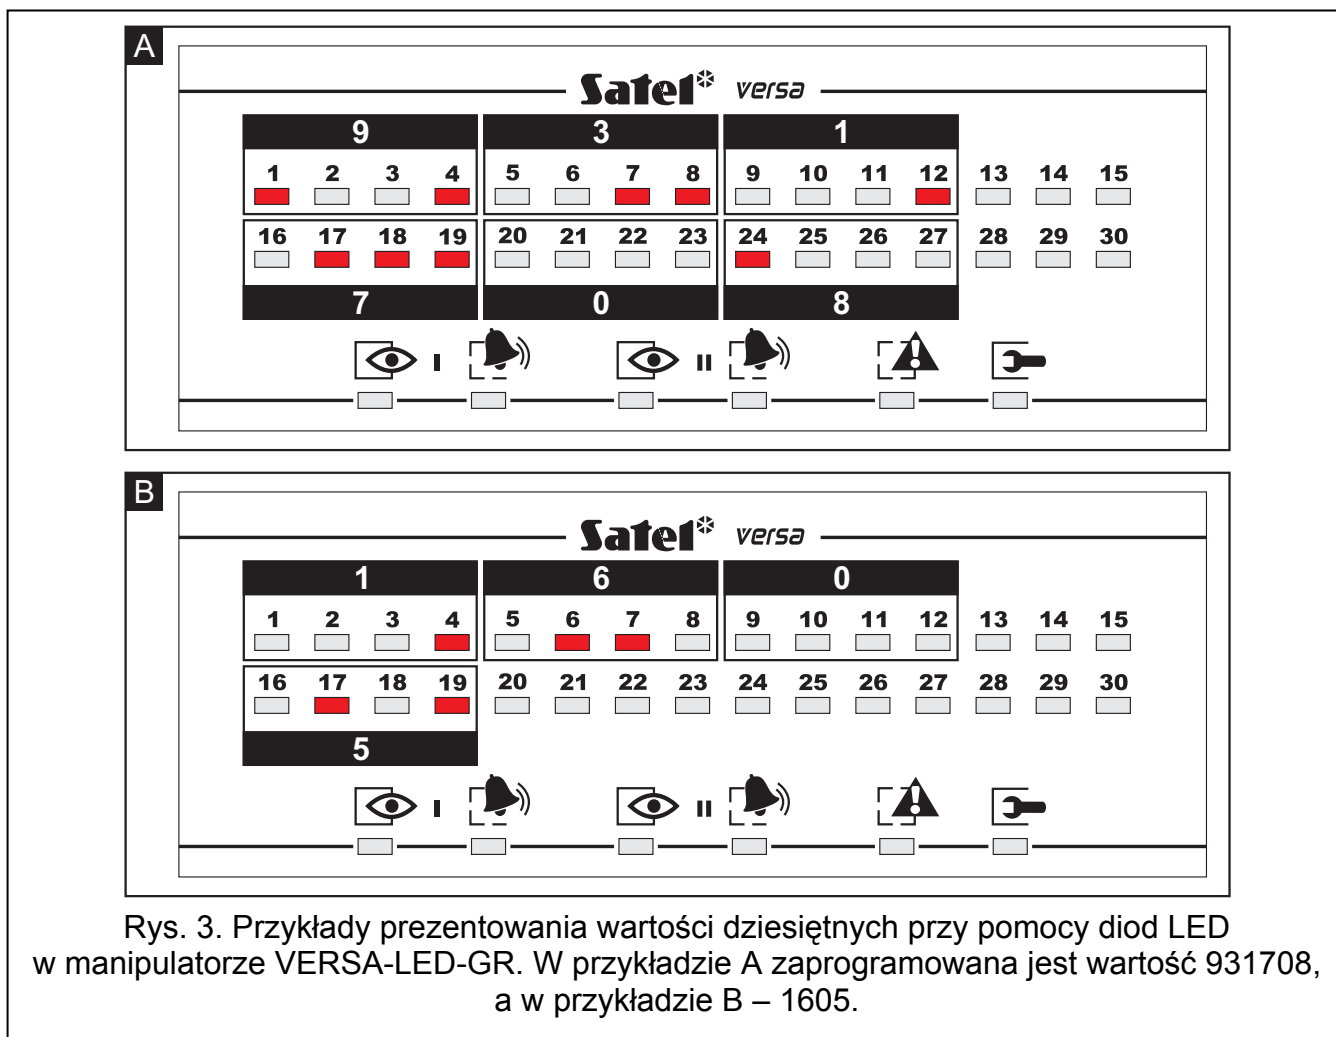 A
Satel versa
9 3 1
1 2 3 4 5 6 7 8 9 10 11 12 13 14 15
16 17 18 19 20 21 22 23 24 25 26 27 28 29 30
7 0 8
I II
B
Satel versa
1 6 0
1 2 3 4 5 6 7 8 9 10 11 12 13 14 15
16 17 18 19 20 21 22 23 24 25 26 27 28 29 30
5
I II
Rys. 3. Przykłady prezentowania wartości dziesiętnych przy pomocy diod LED
w manipulatorze VERSA-LED-GR. W przykładzie A zaprogramowana jest wartość 931708,
a w przykładzie B – 1605.